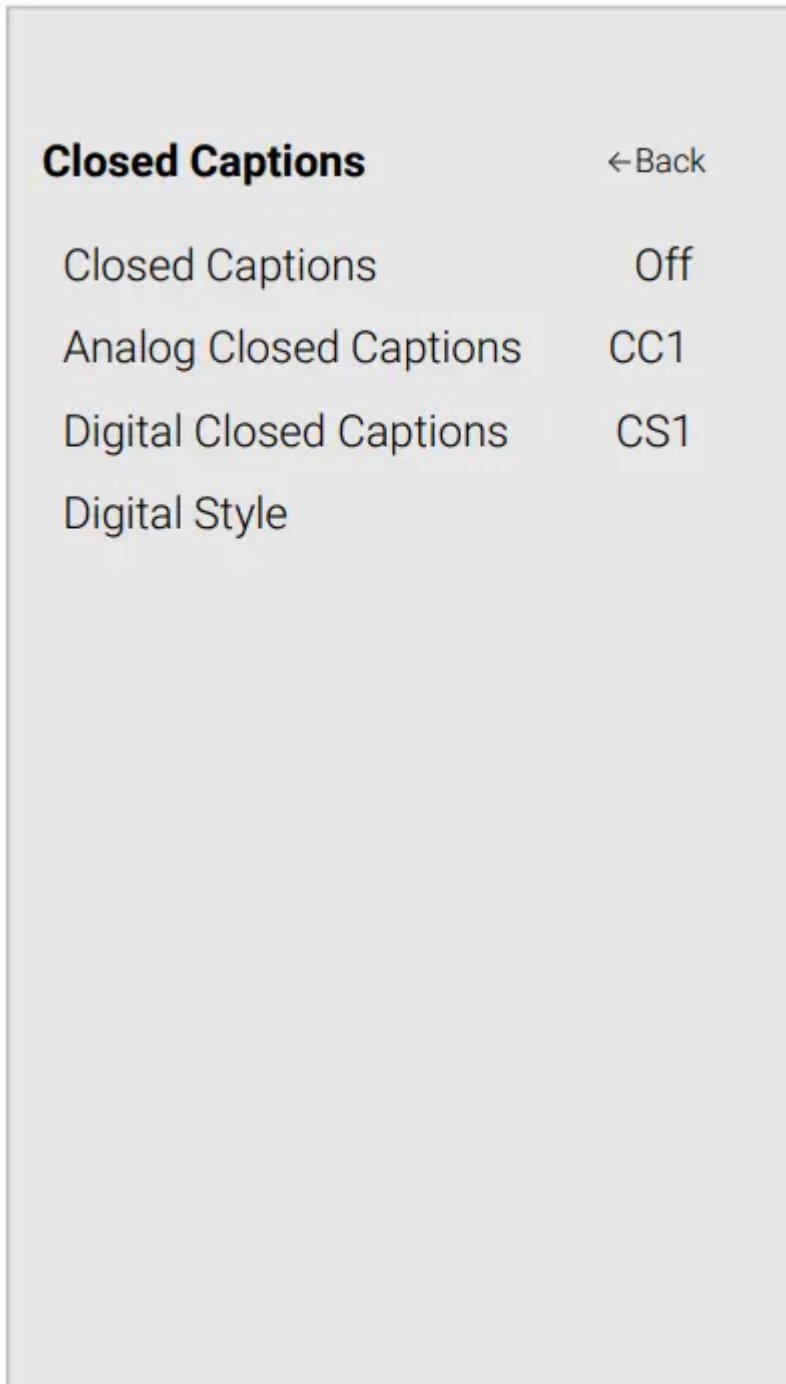 Closed Captions ←Back
Closed Captions Off
Analog Closed Captions CC1
Digital Closed Captions CS1
Digital Style